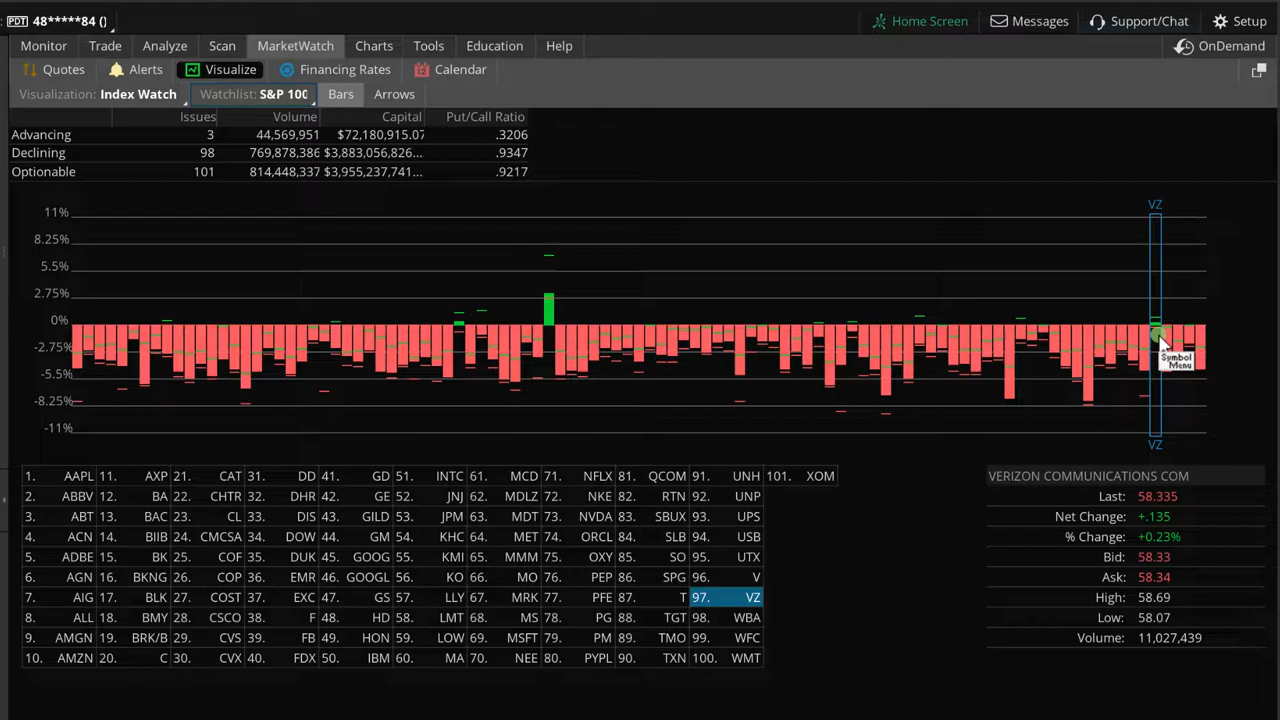 : PDT 48*****84 () Home Screen Messages Support/Chat Setup
Monitor Trade Analyze Scan MarketWatch Charts Tools Education Help OnDemand
Quotes Alerts Visualize Financing Rates Calendar
Visualization: Index Watch Watchlist: S&P 100 Bars Arrows
Issues Volume Capital Put/Call Ratio
Advancing 3 44,569,951 $72,180,915.07 .3206
Declining 98 769,878,386 $3,883,056,826... .9347
Optionable 101 814,448,337 $3,955,237,741... .9217
VZ
11%
8.25%
5.5%
2.75%
0%
-2.75%
-5.5%
-8.25%
-11%
Symbol
Menu
VZ
1. AAPL 11. AXP 21. CAT 31. DD 41. GD 51. INTC 61. MCD 71. NFLX 81. QCOM 91. UNH 101. XOM
2. ABBV 12. BA 22. CHTR 32. DHR 42. GE 52. JNJ 62. MDLZ 72. NKE 82. RTN 92. UNP
3. ABT 13. BAC 23. CL 33. DIS 43. GILD 53. JPM 63. MDT 73. NVDA 83. SBUX 93. UPS
4. ACN 14. BIIB 24. CMCSA 34. DOW 44. GM 54. KHC 64. MET 74. ORCL 84. SLB 94. USB
5. ADBE 15. BK 25. COF 35. DUK 45. GOOG 55. KMI 65. MMM 75. OXY 85. SO 95. UTX
6. AGN 16. BKNG 26. COP 36. EMR 46. GOOGL 56. KO 66. MO 76. PEP 86. SPG 96. V
7. AIG 17. BLK 27. COST 37. EXC 47. GS 57. LLY 67. MRK 77. PFE 87. T 97. VZ
8. ALL 18. BMY 28. CSCO 38. F 48. HD 58. LMT 68. MS 78. PG 88. TGT 98. WBA
9. AMGN 19. BRK/B 29. CVS 39. FB 49. HON 59. LOW 69. MSFT 79. PM 89. TMO 99. WFC
10. AMZN 20. C 30. CVX 40. FDX 50. IBM 60. MA 70. NEE 80. PYPL 90. TXN 100. WMT
VERIZON COMMUNICATIONS COM
Last: 58.335
Net Change: +.135
% Change: +0.23%
Bid: 58.33
Ask: 58.34
High: 58.69
Low: 58.07
Volume: 11,027,439